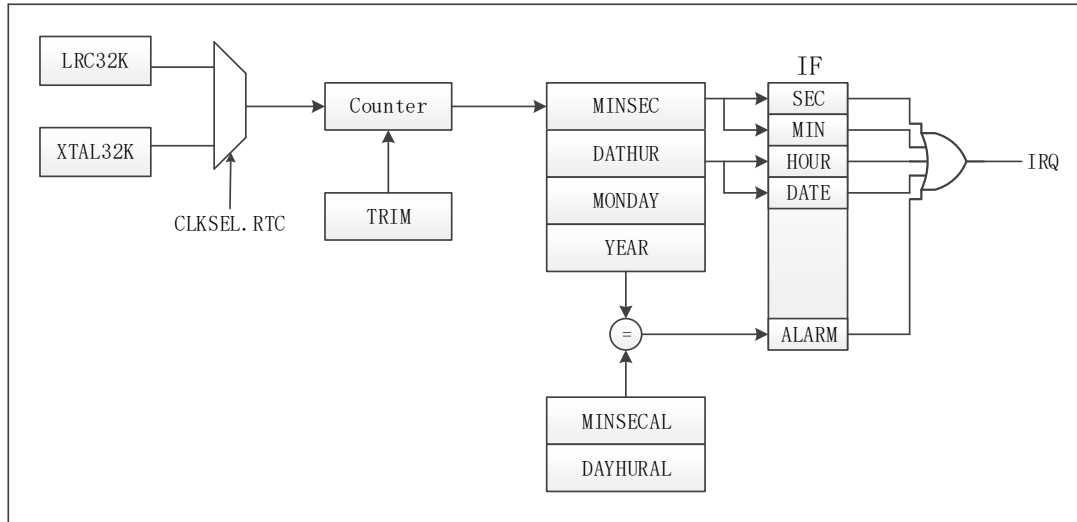 LRC32K
XTAL32K
CLKSEL.RTC
Counter
TRIM
MINSEC
DATHUR
MONDAY
YEAR
=
MINSECAL
DAYHURAL
IF
SEC
MIN
HOUR
DATE
ALARM
IRQ